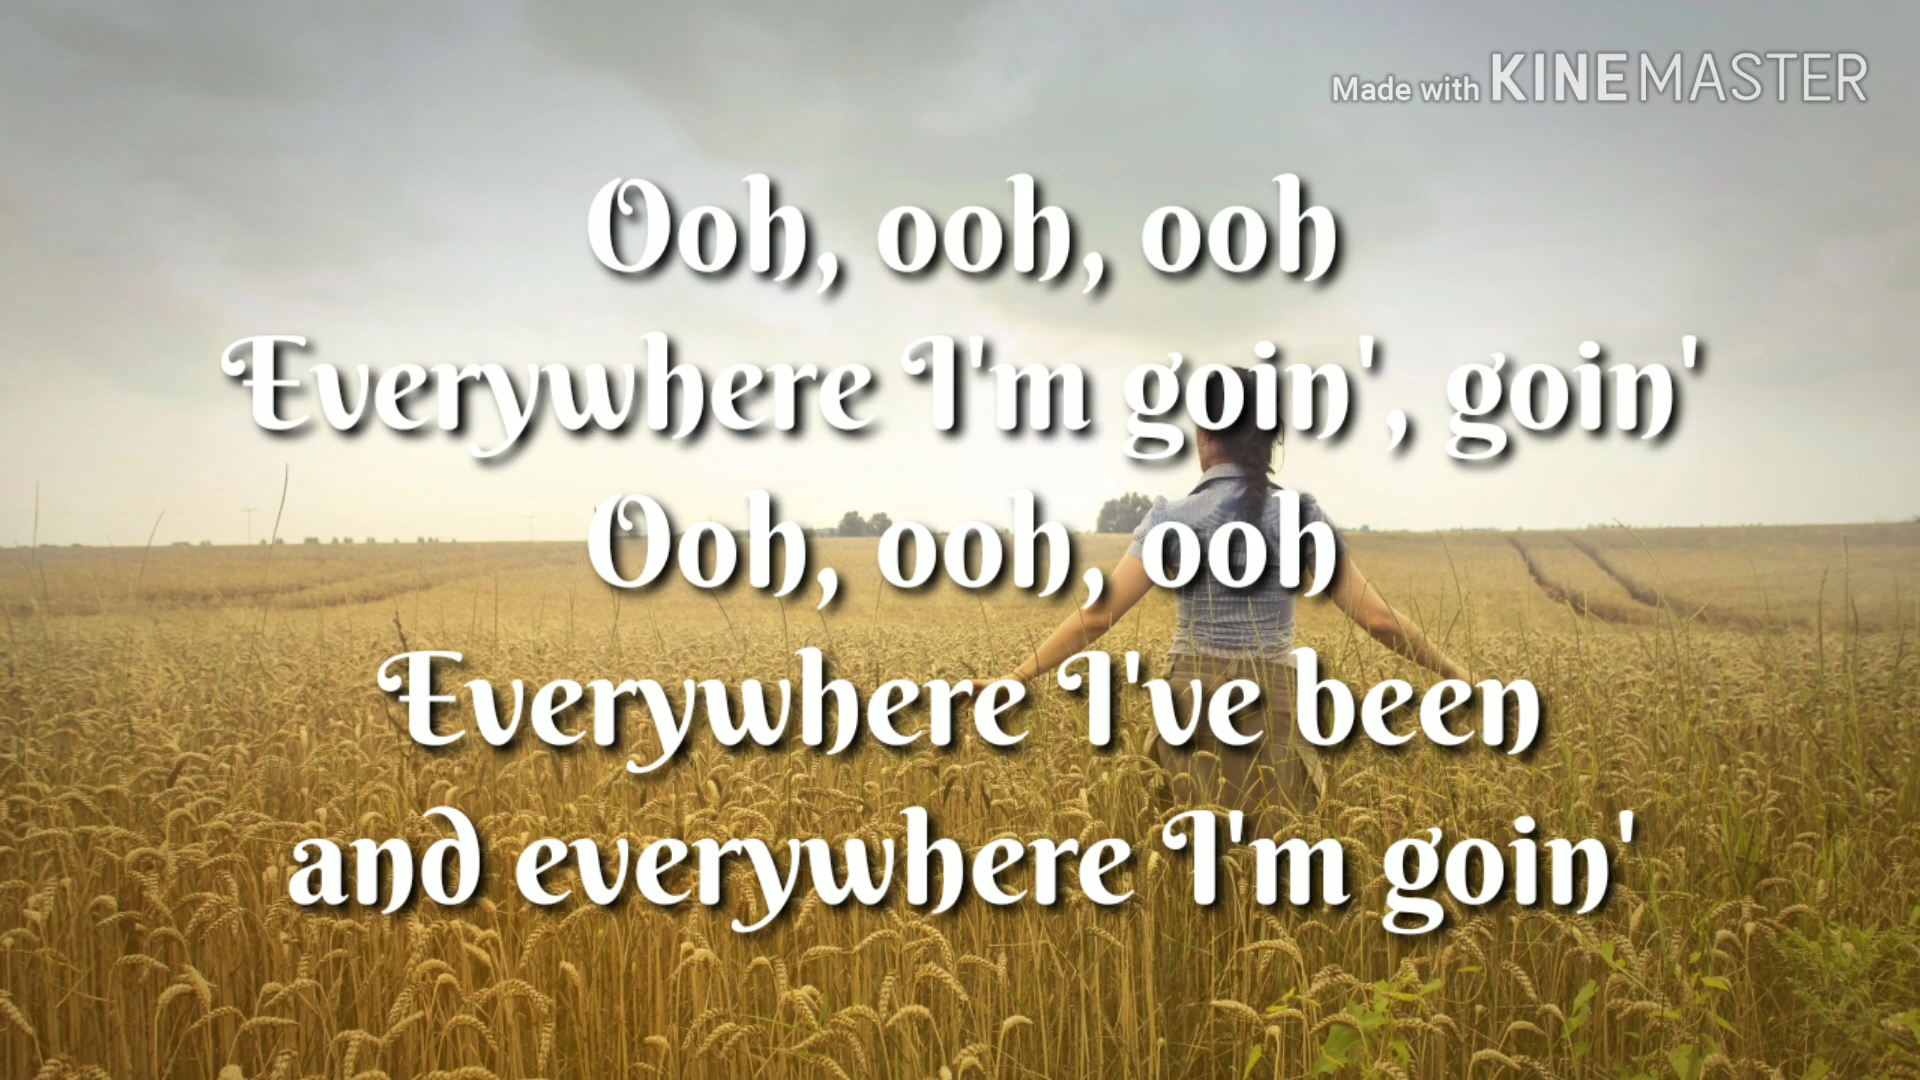 Made with KINEMASTER
Ooh, ooh, ooh
Everywhere I'm goin', goin'
Ooh, ooh, ooh
Everywhere I've been
and everywhere I'm goin'